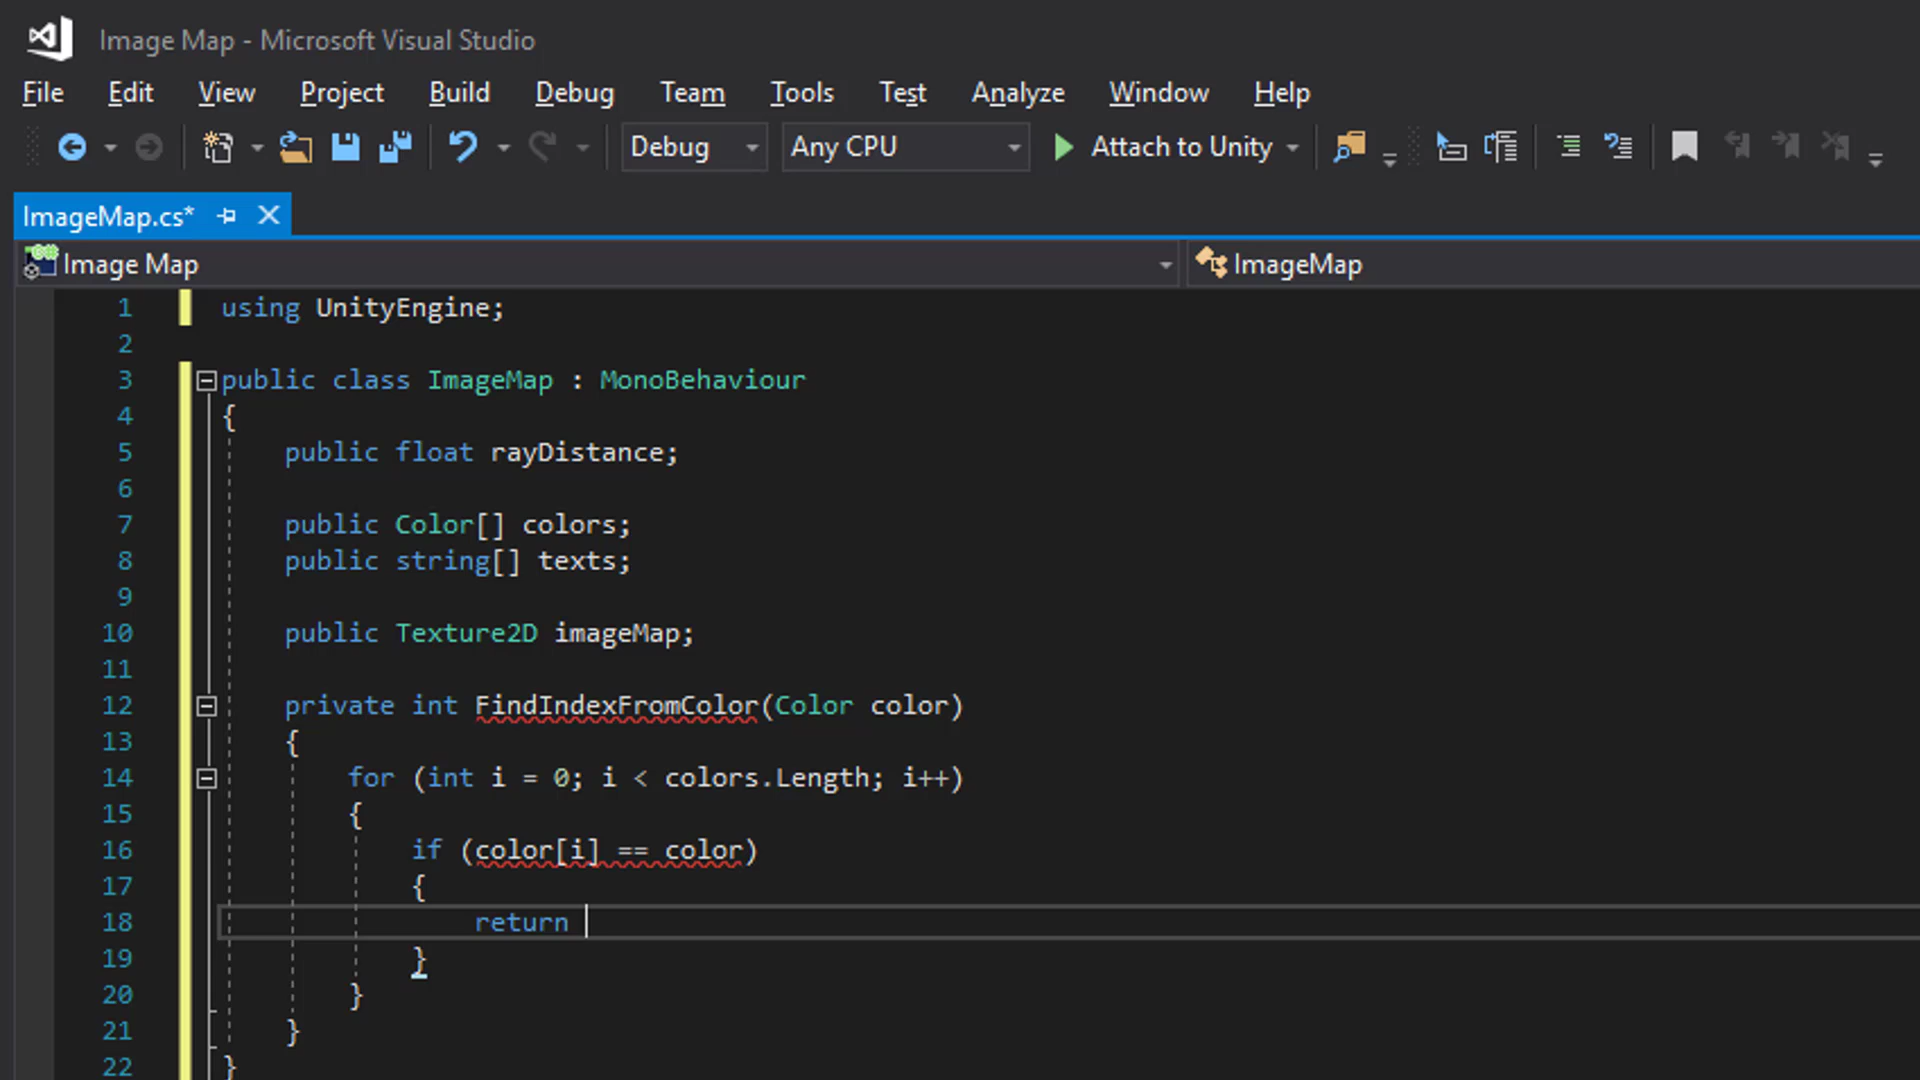 Image Map - Microsoft Visual Studio
File Edit View Project Build Debug Team Tools Test Analyze Window Help
Debug Any CPU Attach to Unity
ImageMap.cs*
Image Map ImageMap
1 using UnityEngine;
2
3 public class ImageMap : MonoBehaviour
4 {
5 public float rayDistance;
6
7 public Color[] colors;
8 public string[] texts;
9
10 public Texture2D imageMap;
11
12 private int FindIndexFromColor(Color color)
13 {
14 for (int i = 0; i < colors.Length; i++)
15 {
16 if (color[i] == color)
17 {
18 return
19 }
20 }
21 }
22 }